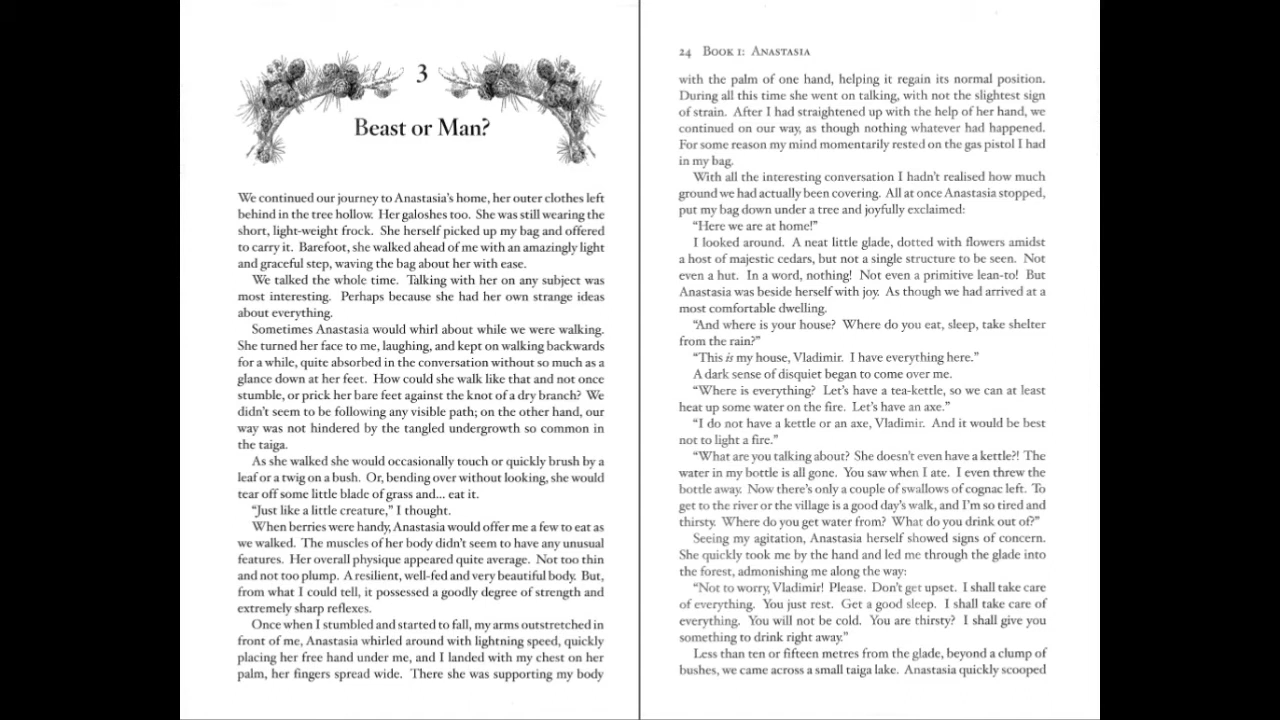 3
Beast or Man?
We continued our journey to Anastasia's home, her outer clothes left
behind in the tree hollow. Her galoshes too. She was still wearing the
short, light-weight frock. She herself picked up my bag and offered
to carry it. Barefoot, she walked ahead of me with an amazingly light
and graceful step, waving the bag about her with ease.
We talked the whole time. Talking with her on any subject was
most interesting. Perhaps because she had her own strange ideas
about everything.
Sometimes Anastasia would whirl about while we were walking.
She turned her face to me, laughing, and kept on walking backwards
for a while, quite absorbed in the conversation without so much as a
glance down at her feet. How could she walk like that and not once
stumble, or prick her bare feet against the knot of a dry branch? We
didn't seem to be following any visible path; on the other hand, our
way was not hindered by the tangled undergrowth so common in
the taiga.
As she walked she would occasionally touch or quickly brush by a
leaf or a twig on a bush. Or, bending over without looking, she would
tear off some little blade of grass and... eat it.
"Just like a little creature," I thought.
When berries were handy, Anastasia would offer me a few to eat as
we walked. The muscles of her body didn't seem to have any unusual
features. Her overall physique appeared quite average. Not too thin
and not too plump. A resilient, well-fed and very beautiful body. But,
from what I could tell, it possessed a goodly degree of strength and
extremely sharp reflexes.
Once when I stumbled and started to fall, my arms outstretched in
front of me, Anastasia whirled around with lightning speed, quickly
placing her free hand under me, and I landed with my chest on her
palm, her fingers spread wide. There she was supporting my body
24 BOOK 1: ANASTASIA
with the palm of one hand, helping it regain its normal position.
During all this time she went on talking, with not the slightest sign
of strain. After I had straightened up with the help of her hand, we
continued on our way, as though nothing whatever had happened.
For some reason my mind momentarily rested on the gas pistol I had
in my bag.
With all the interesting conversation I hadn't realised how much
ground we had actually been covering. All at once Anastasia stopped,
put my bag down under a tree and joyfully exclaimed:
"Here we are at home!"
I looked around. A neat little glade, dotted with flowers amidst
a host of majestic cedars, but not a single structure to be seen. Not
even a hut. In a word, nothing! Not even a primitive lean-to! But
Anastasia was beside herself with joy. As though we had arrived at a
most comfortable dwelling.
"And where is your house? Where do you eat, sleep, take shelter
from the rain?"
"This is my house, Vladimir. I have everything here."
A dark sense of disquiet began to come over me.
"Where is everything? Let's have a tea-kettle, so we can at least
heat up some water on the fire. Let's have an axe."
"I do not have a kettle or an axe, Vladimir. And it would be best
not to light a fire."
"What are you talking about? She doesn't even have a kettle?! The
water in my bottle is all gone. You saw when I ate. I even threw the
bottle away. Now there's only a couple of swallows of cognac left. To
get to the river or the village is a good day's walk, and I'm so tired and
thirsty. Where do you get water from? What do you drink out of?"
Seeing my agitation, Anastasia herself showed signs of concern.
She quickly took me by the hand and led me through the glade into
the forest, admonishing me along the way:
"Not to worry, Vladimir! Please. Don't get upset. I shall take care
of everything. You just rest. Get a good sleep. I shall take care of
everything. You will not be cold. You are thirsty? I shall give you
something to drink right away."
Less than ten or fifteen metres from the glade, beyond a clump of
bushes, we came across a small taiga lake. Anastasia quickly scooped